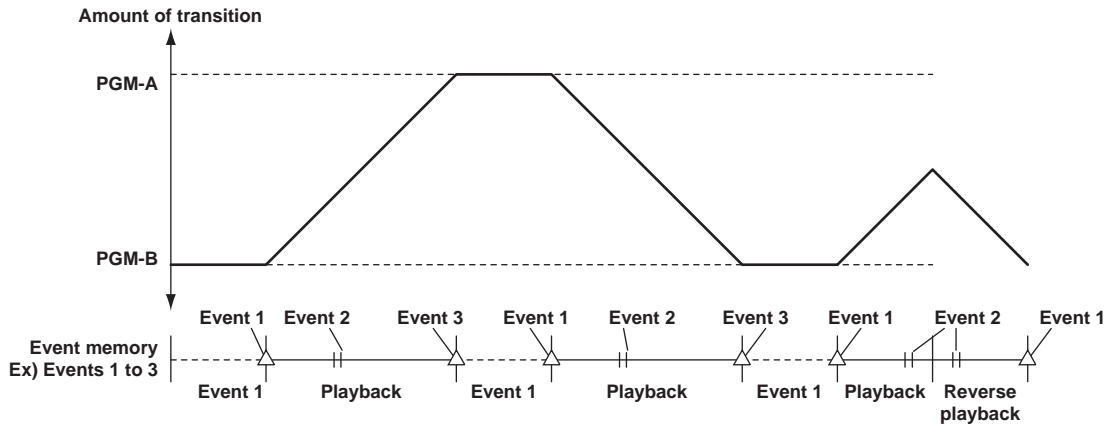 Amount of transition
PGM-A
PGM-B
Event 1 Event 2 Event 3 Event 1 Event 2 Event 3 Event 1 Event 2 Event 1
Event memory
Ex) Events 1 to 3
Event 1 Playback Event 1 Playback Event 1 Playback Reverse
playback